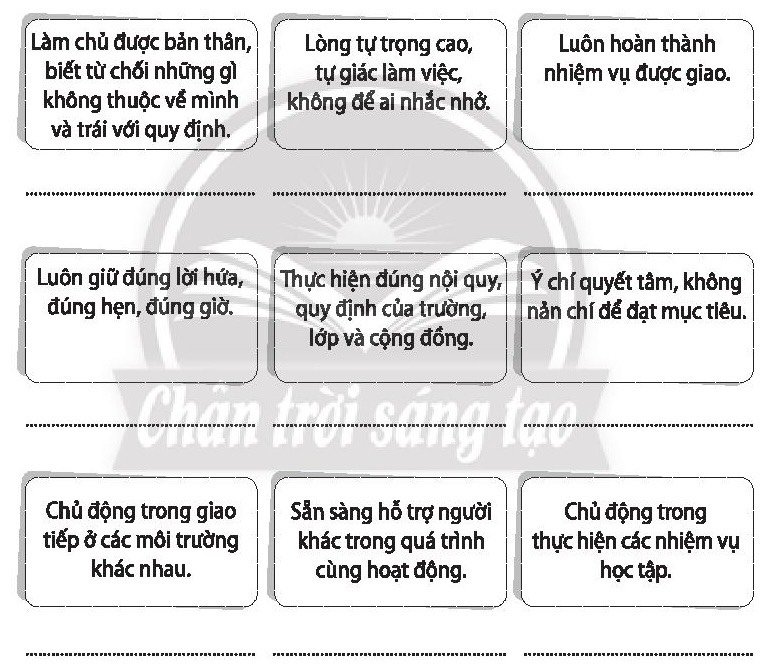 Làm chủ được bản thân,
biết từ chối những gì
không thuộc về mình
và trái với quy định.
Lòng tự trọng cao,
tự giác làm việc,
không để ai nhắc nhở.
Luôn hoàn thành
nhiệm vụ được giao.
Luôn giữ đúng lời hứa,
đúng hẹn, đúng giờ.
Thực hiện đúng nội quy,
quy định của trường,
lớp và cộng đồng.
Ý chí quyết tâm, không
nản chí để đạt mục tiêu.
Chân trời sáng tạo
Chủ động trong giao
tiếp ở các môi trường
khác nhau.
Sẵn sàng hỗ trợ người
khác trong quá trình
cùng hoạt động.
Chủ động trong
thực hiện các nhiệm vụ
học tập.